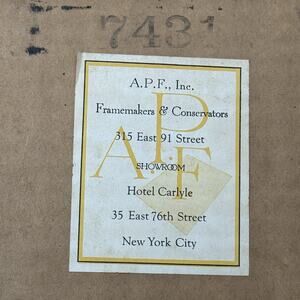 7431
A.P.F., Inc.
Framemakers & Conservators
315 East 91 Street
SHOWROOM
Hotel Carlyle
35 East 76th Street
New York City
A P F